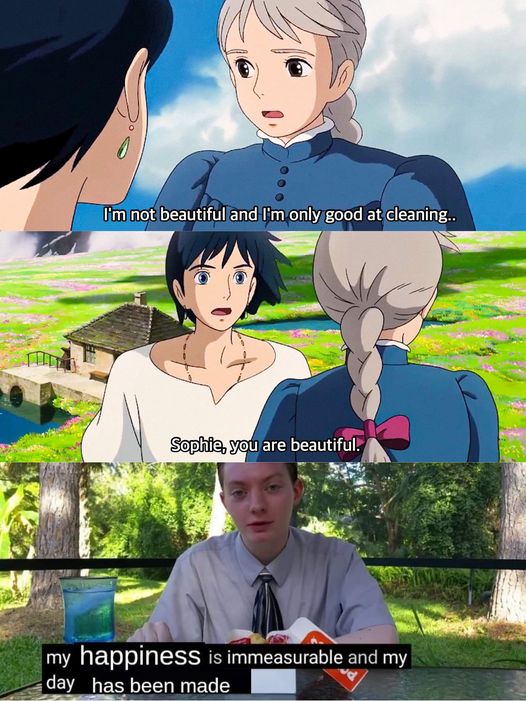 I'm not beautiful and I'm only good at cleaning..
Sophie, you are beautiful.
my happiness is immeasurable and my
day has been made